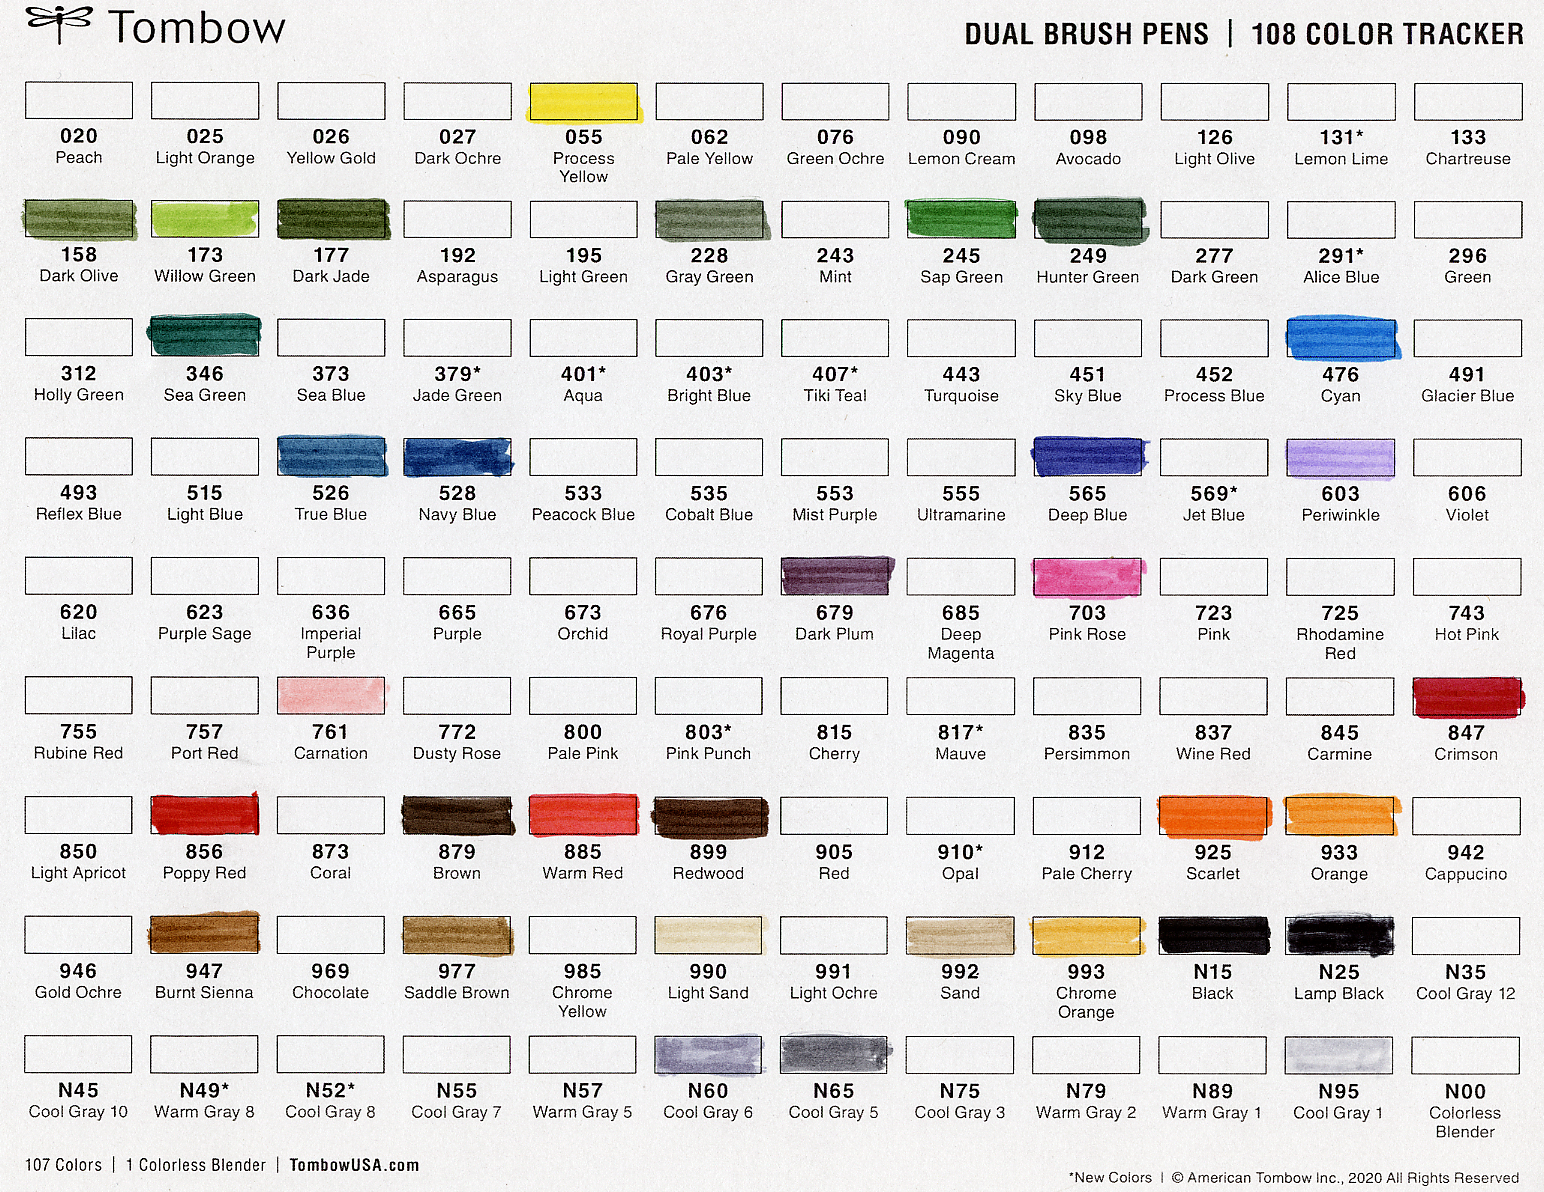 Tombow
DUAL BRUSH PENS | 108 COLOR TRACKER
020 025 026 027 055 062 076 090 098 126 131* 133
Peach Light Orange Yellow Gold Dark Ochre Process Yellow Pale Yellow Green Ochre Lemon Cream Avocado Light Olive Lemon Lime Chartreuse
158 173 177 192 195 228 243 245 249 277 291* 296
Dark Olive Willow Green Dark Jade Asparagus Light Green Gray Green Mint Sap Green Hunter Green Dark Green Alice Blue Green
312 346 373 379* 401* 403* 407* 443 451 452 476 491
Holly Green Sea Green Sea Blue Jade Green Aqua Bright Blue Tiki Teal Turquoise Sky Blue Process Blue Cyan Glacier Blue
493 515 526 528 533 535 553 555 565 569* 603 606
Reflex Blue Light Blue True Blue Navy Blue Peacock Blue Cobalt Blue Mist Purple Ultramarine Deep Blue Jet Blue Periwinkle Violet
620 623 636 665 673 676 679 685 703 723 725 743
Lilac Purple Sage Imperial Purple Purple Orchid Royal Purple Dark Plum Deep Magenta Pink Rose Pink Rhodamine Red Hot Pink
755 757 761 772 800 803* 815 817* 835 837 845 847
Rubine Red Port Red Carnation Dusty Rose Pale Pink Pink Punch Cherry Mauve Persimmon Wine Red Carmine Crimson
850 856 873 879 885 899 905 910* 912 925 933 942
Light Apricot Poppy Red Coral Brown Warm Red Redwood Red Opal Pale Cherry Scarlet Orange Cappucino
946 947 969 977 985 990 991 992 993 N15 N25 N35
Gold Ochre Burnt Sienna Chocolate Saddle Brown Chrome Yellow Light Sand Light Ochre Sand Chrome Orange Black Lamp Black Cool Gray 12
N45 N49* N52* N55 N57 N60 N65 N75 N79 N89 N95 N00
Cool Gray 10 Warm Gray 8 Cool Gray 8 Cool Gray 7 Warm Gray 5 Cool Gray 6 Cool Gray 5 Cool Gray 3 Warm Gray 2 Warm Gray 1 Cool Gray 1 Colorless Blender
107 Colors | 1 Colorless Blender | TombowUSA.com
*New Colors | © American Tombow Inc., 2020 All Rights Reserved